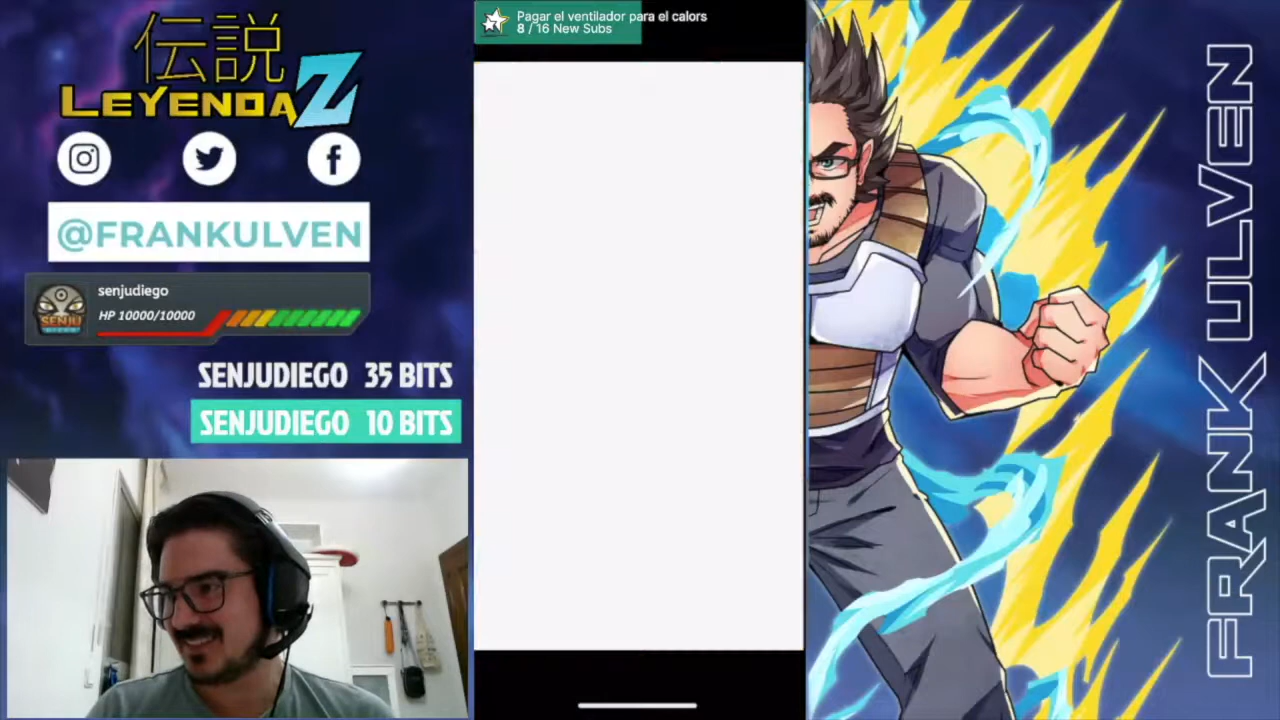 Pagar el ventilador para el calors
8 / 16 New Subs
伝説
LEYENDA Z
@FRANKULVEN
senjudiego
HP 10000/10000
SENJU
SENJUDIEGO 35 BITS
SENJUDIEGO 10 BITS
FRANK ULVEN